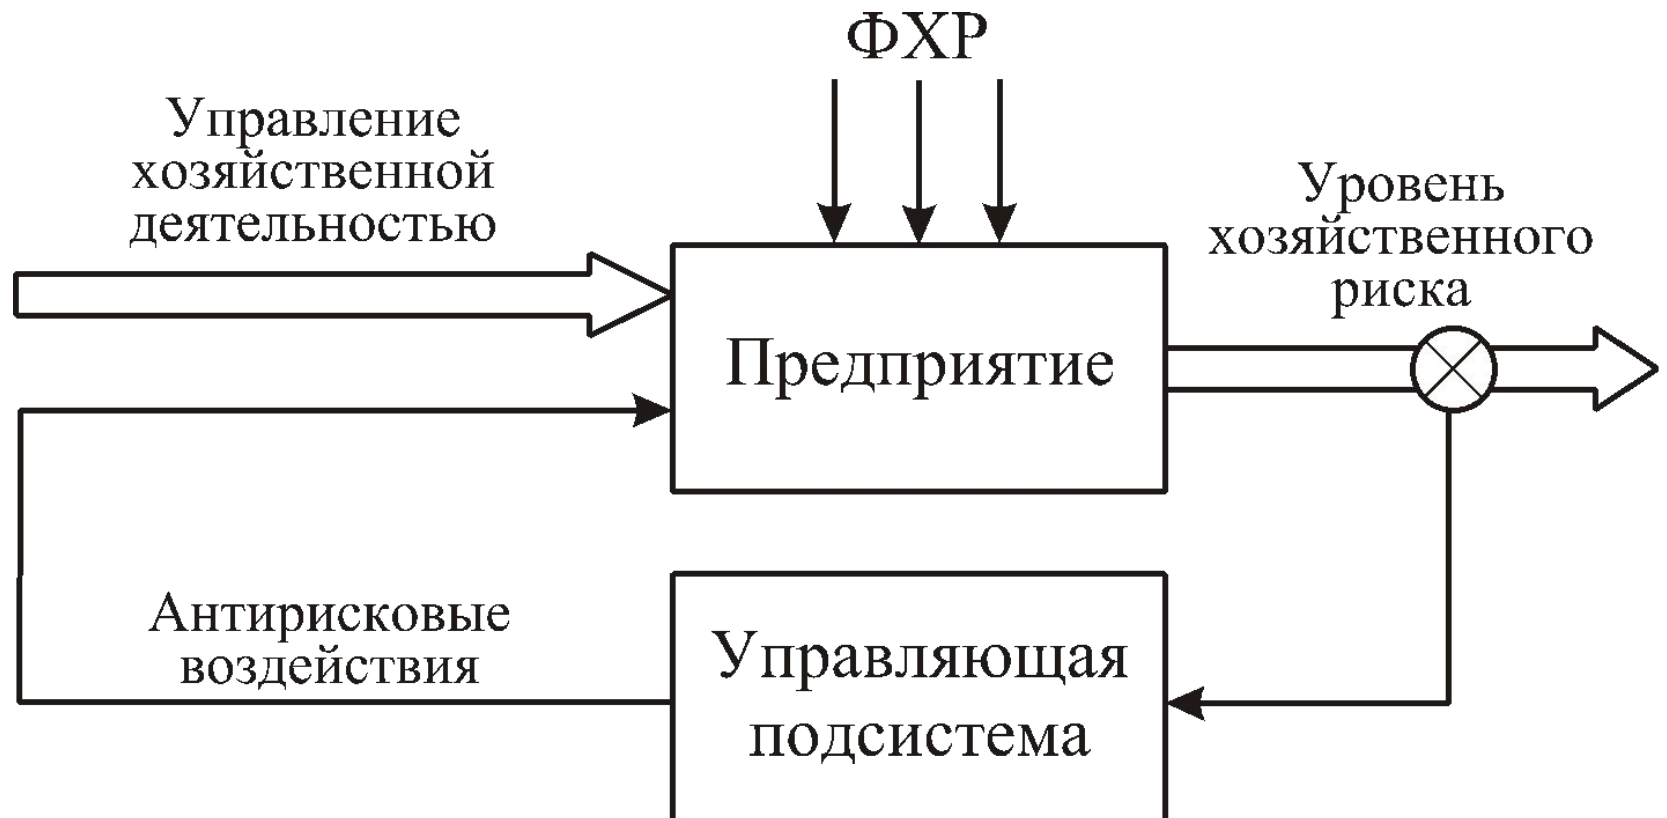 ФХР
Управление
хозяйственной
деятельностью
Уровень
хозяйственного
риска
Предприятие
Антирисковые
воздействия
Управляющая
подсистема